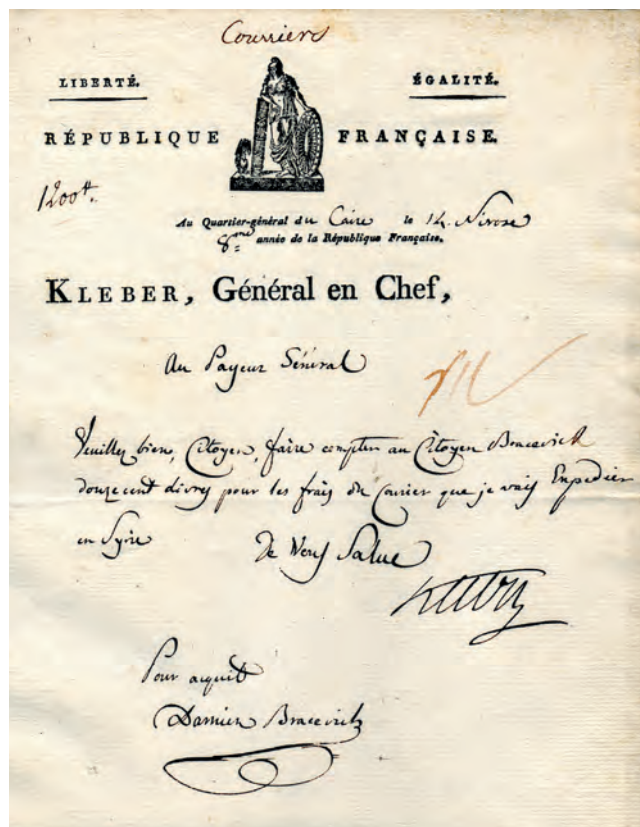 Courriers
LIBERTÉ. ÉGALITÉ.
RÉPUBLIQUE FRANÇAISE.
1200₶.
Au Quartier-général du Caire le 14. Nivose
8.me année de la République Française.
KLEBER, Général en Chef,
Au Payeur Général
Veuillez bien, Citoyen, faire compter au Citoyen Bracevich
douze cent livres pour les frais du Courier que je vais Expedier
en Syrie Je Vous Salue
Kleber
Pour acquit
Damien Bracevich